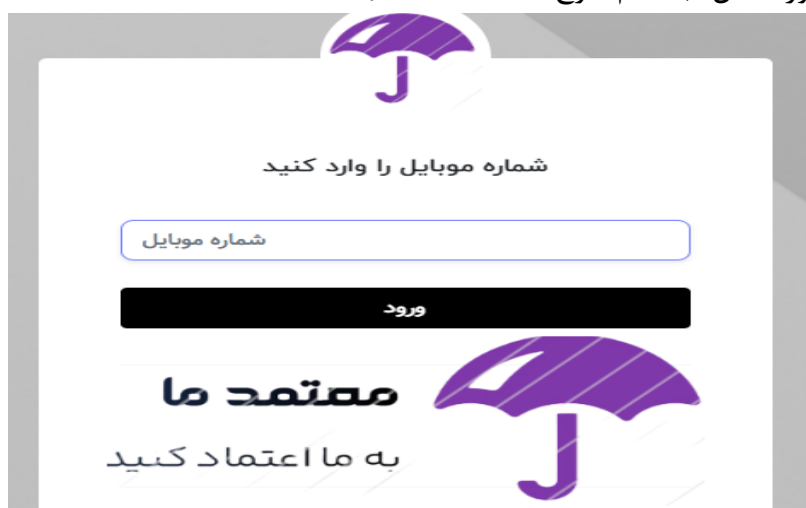 شماره موبایل را وارد کنید
شماره موبایل
ورود
معتمد ما
به ما اعتماد کنید